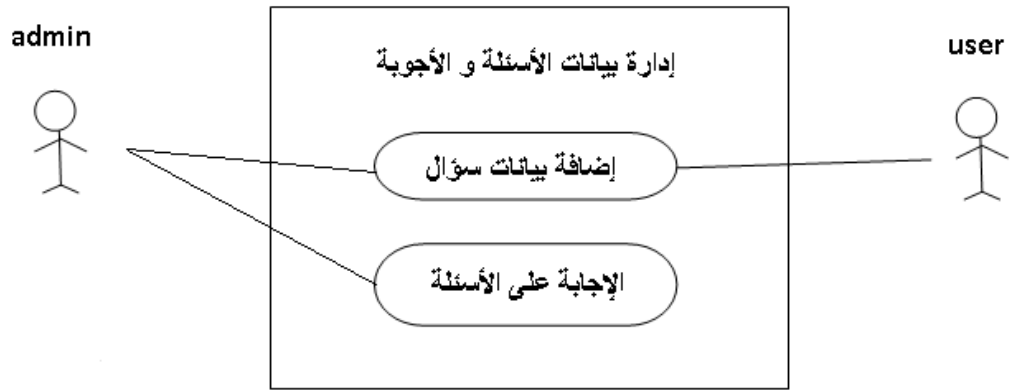 admin
user
إدارة بيانات الأسئلة و الأجوبة
إضافة بيانات سؤال
الإجابة على الأسئلة